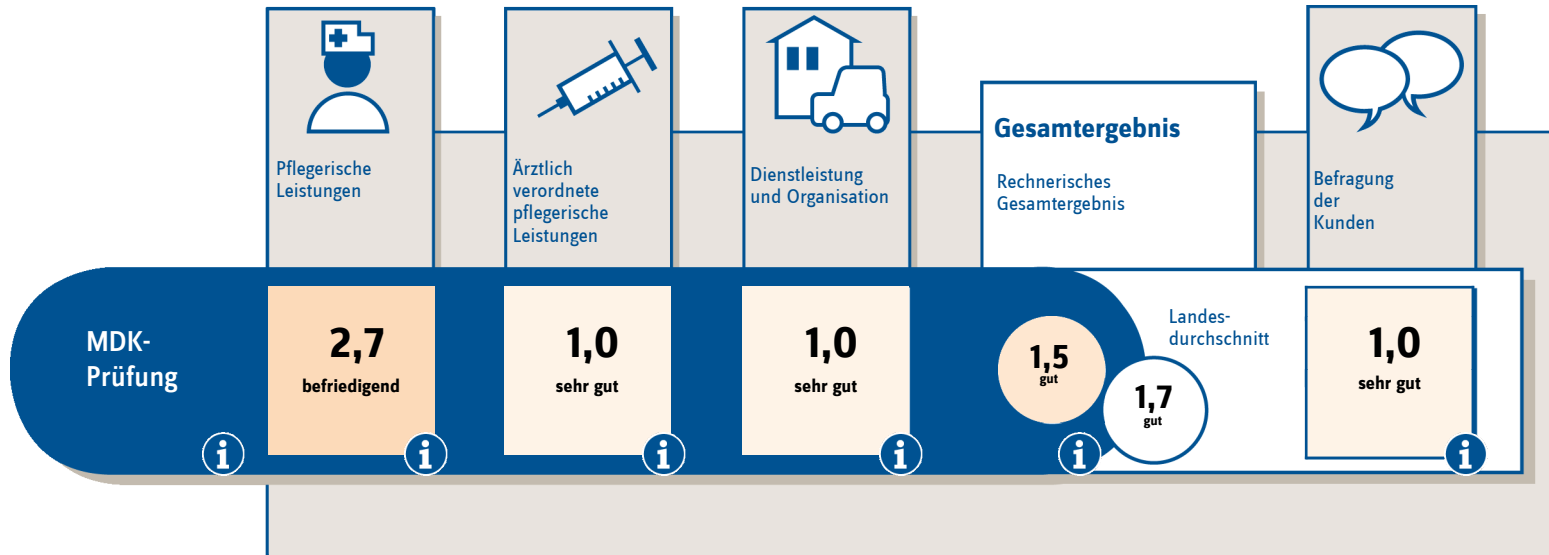 Pflegerische
Leistungen
Ärztlich
verordnete
pflegerische
Leistungen
Dienstleistung
und Organisation
Gesamtergebnis
Rechnerisches
Gesamtergebnis
Befragung
der
Kunden
MDK-
Prüfung
2,7
befriedigend
1,0
sehr gut
1,0
sehr gut
1,5
gut
Landes-
durchschnitt
1,7
gut
1,0
sehr gut
i
i
i
i
i
i